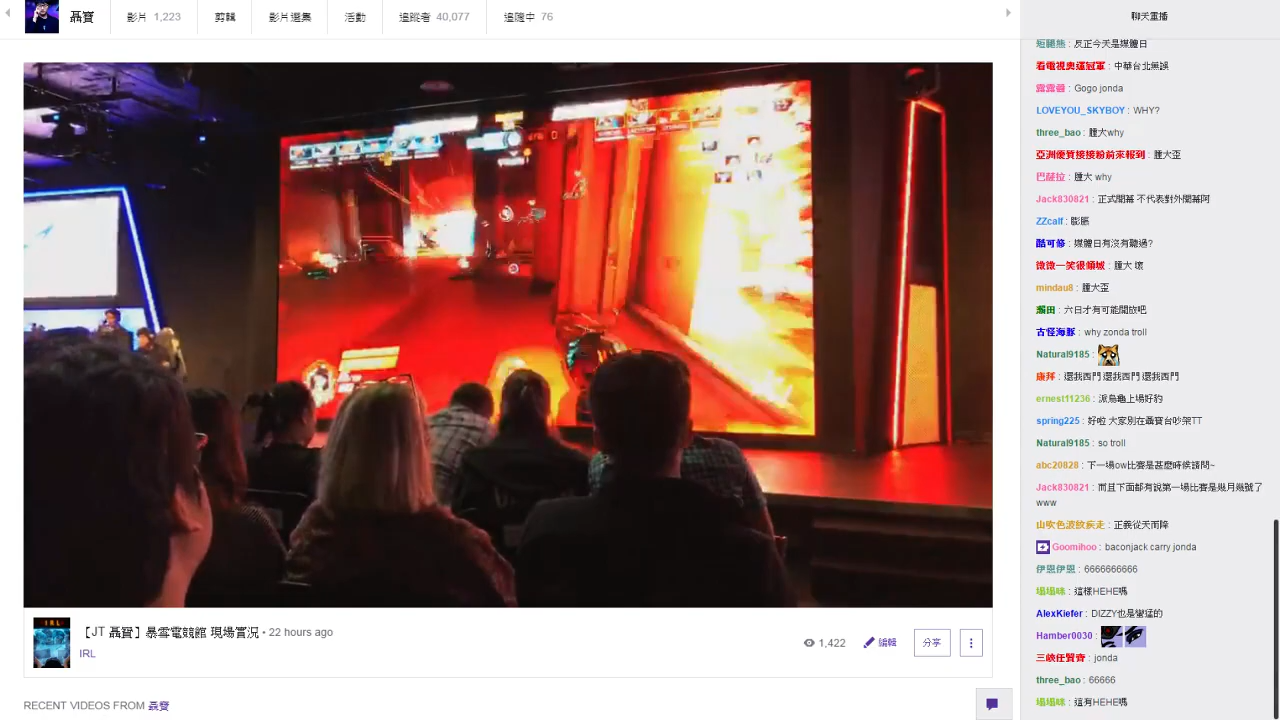 聶寶 影片 1,223 剪輯 影片選集 活動 追蹤者 40,077 追隨中 76
聊天重播
短腿熊 : 反正今天是媒體日
看電視奧運冠軍 : 中華台北無誤
露露醬 : Gogo jonda
LOVEYOU_SKYBOY : WHY?
three_bao : 腫大why
亞洲優質接接粉前來報到 : 腫大歪
巴薩拉 : 腫大 why
Jack830821 : 正式開幕 不代表對外開幕阿
ZZcalf : 膨脹
酷可修 : 媒體日有沒有聽過?
微微一笑很傾城 : 腫大 壞
mindau8 : 腫大歪
瀨田 : 六日才有可能開放吧
古怪海豚 : why zonda troll
Natural9185 :
康拜 : 還我西門 還我西門 還我西門
ernest11236 : 派烏龜上場好豹
spring225 : 好啦 大家別在聶寶台吵架TT
Natural9185 : so troll
abc20828 : 下一場ow比賽是甚麼時候請問~
Jack830821 : 而且下面都有說第一場比賽是幾月幾號了
www
山吹色波紋疾走 : 正義從天而降
Goomihoo : baconjack carry jonda
伊恩伊恩 : 6666666666
塌塌咪 : 這樣HEHE嗎
AlexKiefer : DIZZY也是蠻猛的
Hamber0030 :
三峽任賢齊 : jonda
three_bao : 66666
塌塌咪 : 這有HEHE嗎
IRL
【JT 聶寶】暴雪電競館 現場實況 • 22 hours ago
IRL
1,422 編輯 分享
RECENT VIDEOS FROM 聶寶